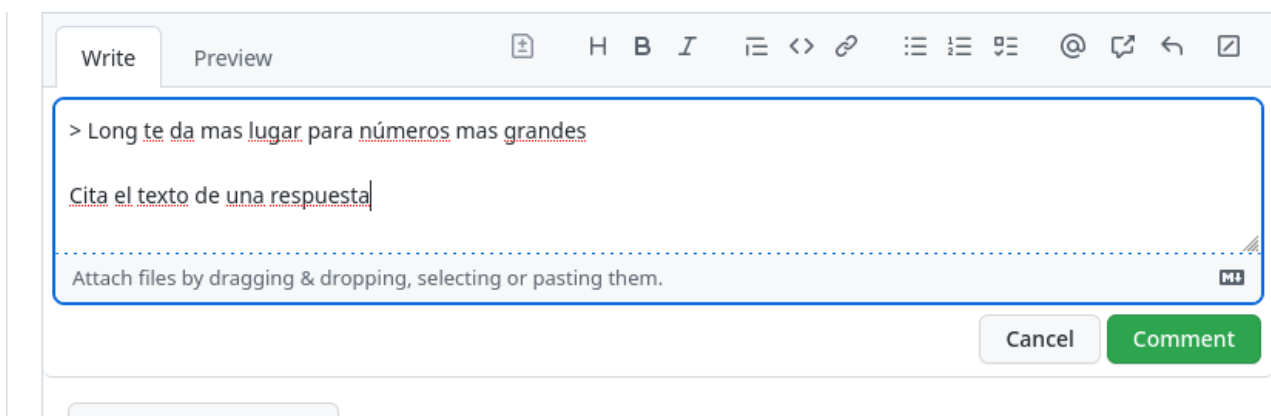 Write Preview H B I
> Long te da mas lugar para números mas grandes
Cita el texto de una respuesta
Attach files by dragging & dropping, selecting or pasting them.
Cancel Comment